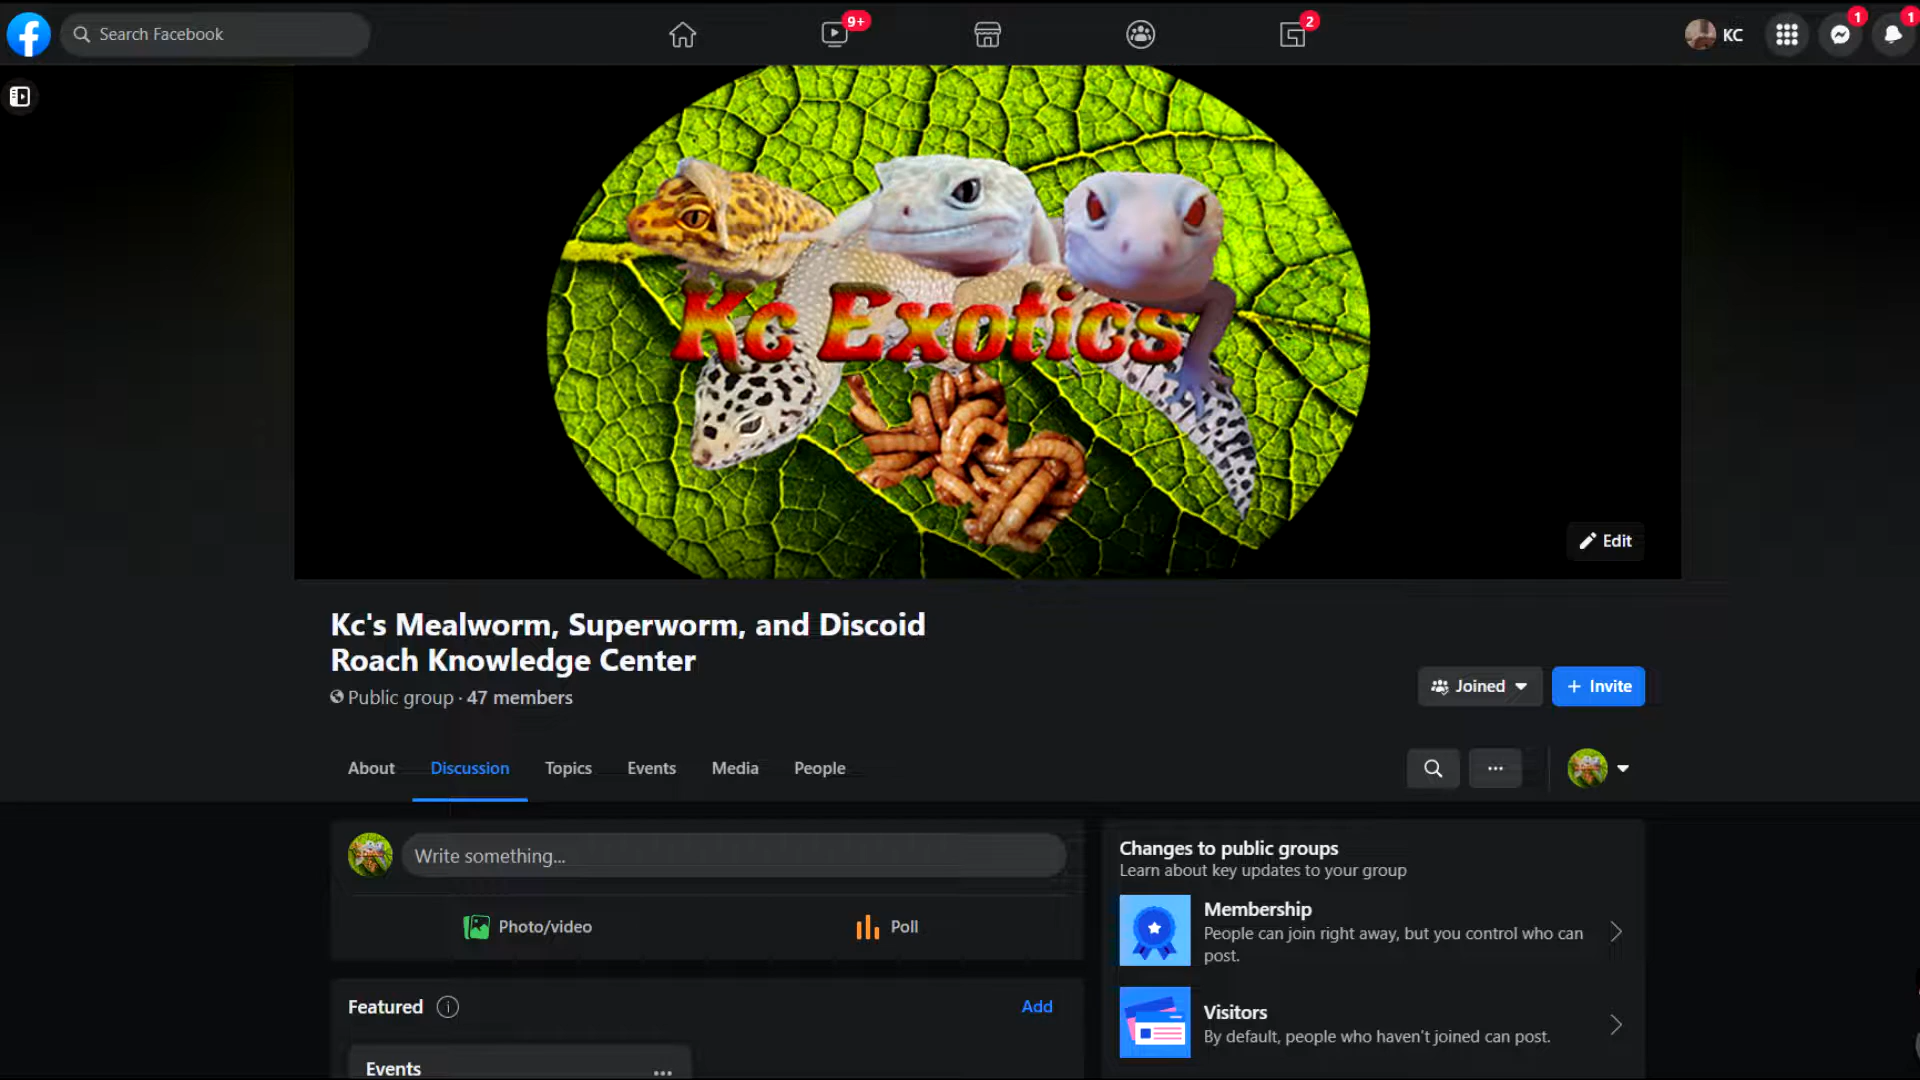 Search Facebook
9+
2
KC
1
1
Kc Exotics
Edit
Kc's Mealworm, Superworm, and Discoid
Roach Knowledge Center
Public group · 47 members
Joined
+ Invite
About
Discussion
Topics
Events
Media
People
Write something...
Photo/video
Poll
Changes to public groups
Learn about key updates to your group
Membership
People can join right away, but you control who can
post.
Visitors
By default, people who haven't joined can post.
Featured
Add
Events